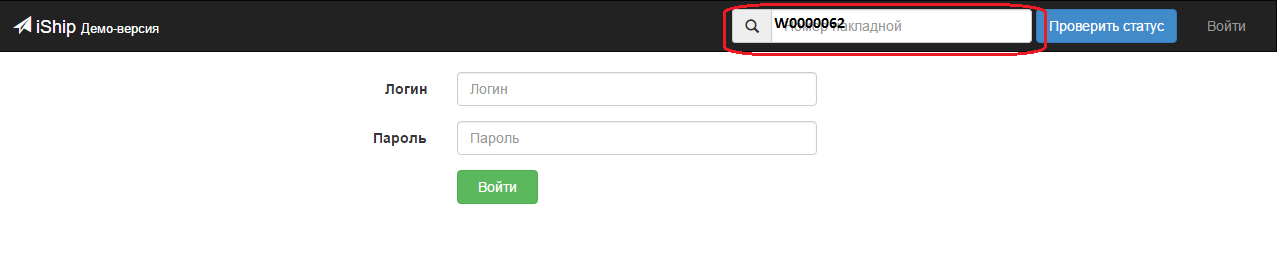 iShip Демо-версия
W0000062
Номер накладной
Проверить статус
Войти
Логин
Логин
Пароль
Пароль
Войти